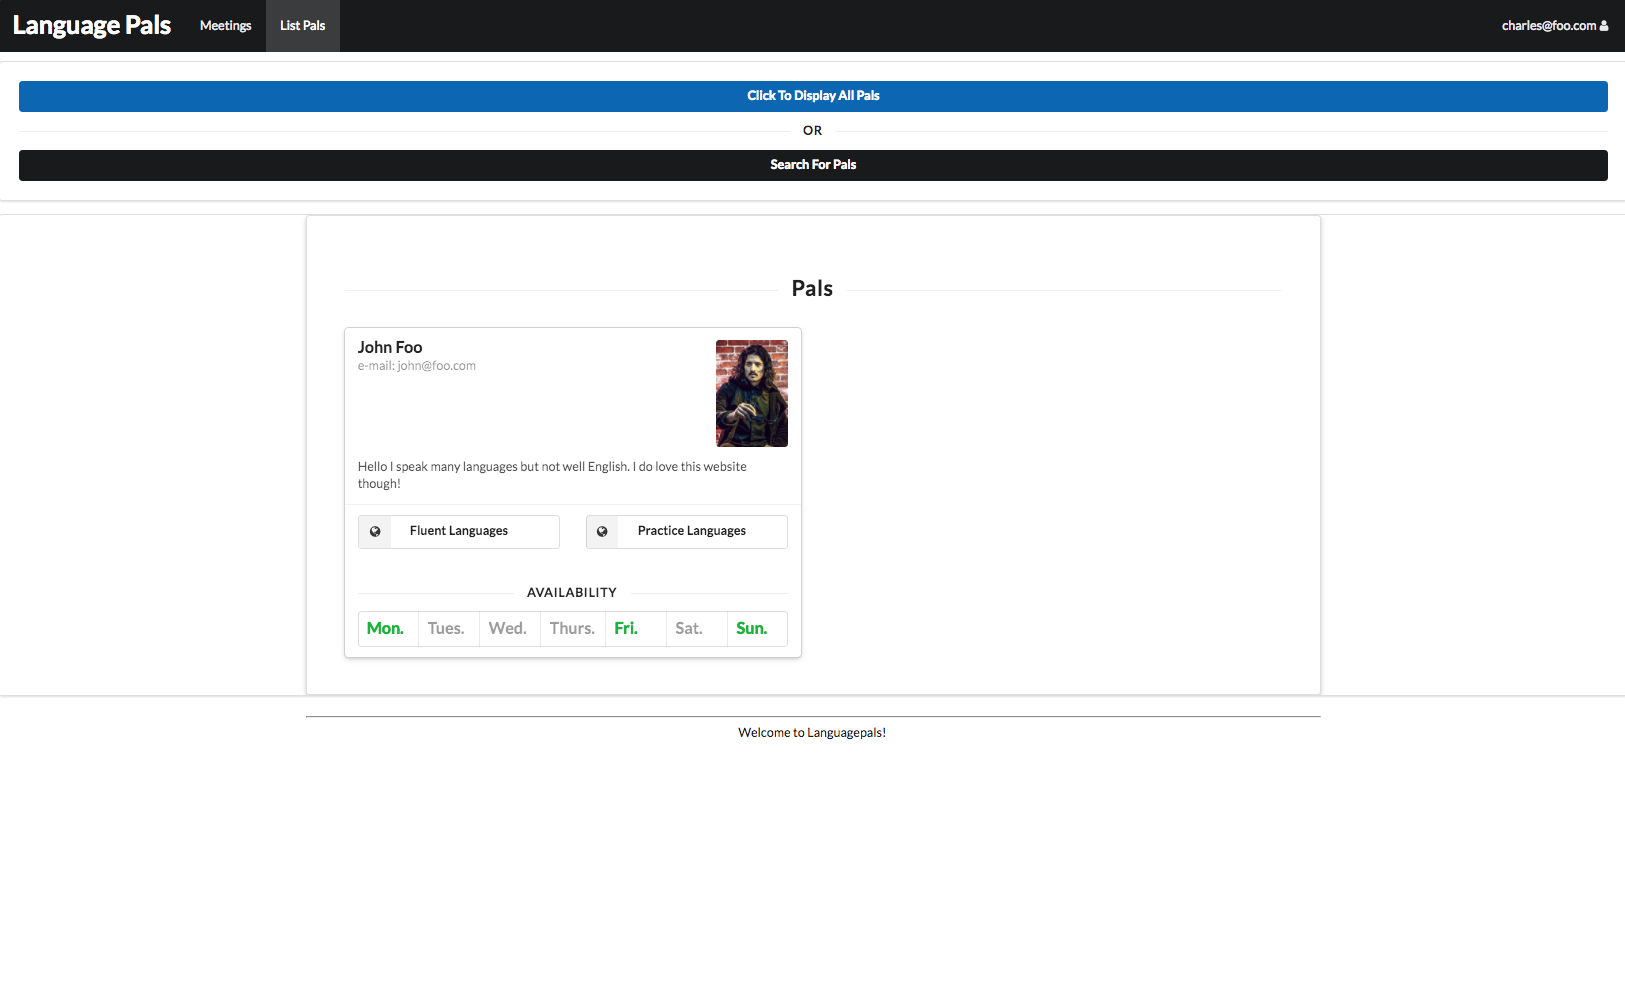 Language Pals Meetings List Pals charles@foo.com
Click To Display All Pals
OR
Search For Pals
Pals
John Foo
e-mail: john@foo.com
Hello I speak many languages but not well English. I do love this website
though!
Fluent Languages Practice Languages
AVAILABILITY
Mon. Tues. Wed. Thurs. Fri. Sat. Sun.
Welcome to Languagepals!